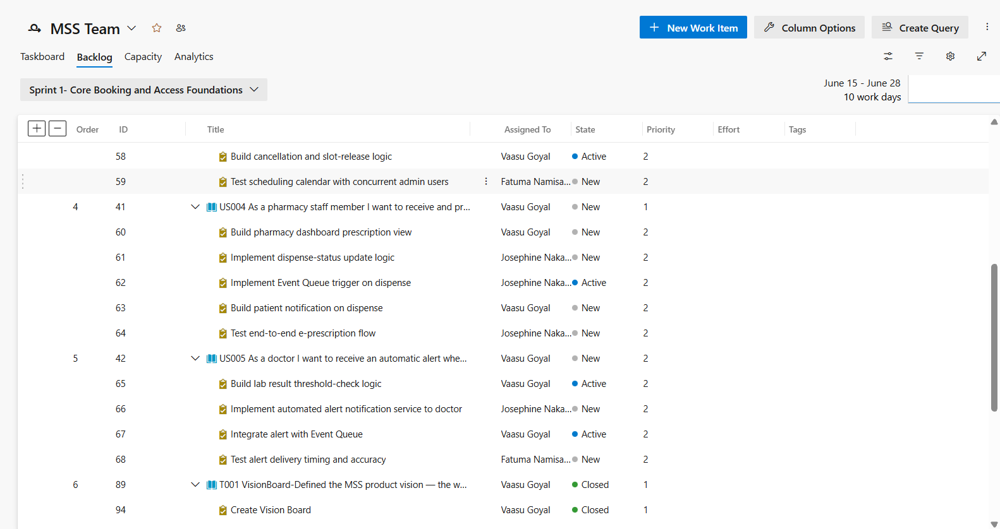 MSS Team
New Work Item
Column Options
Create Query
Taskboard Backlog Capacity Analytics
Sprint 1- Core Booking and Access Foundations
June 15 - June 28
10 work days
Order ID Title Assigned To State Priority Effort Tags
58 Build cancellation and slot-release logic Vaasu Goyal Active 2
59 Test scheduling calendar with concurrent admin users Fatuma Namisa... New 2
4 41 US004 As a pharmacy staff member I want to receive and pr... Vaasu Goyal New 1
60 Build pharmacy dashboard prescription view Vaasu Goyal New 2
61 Implement dispense-status update logic Josephine Naka... New 2
62 Implement Event Queue trigger on dispense Josephine Naka... Active 2
63 Build patient notification on dispense Vaasu Goyal New 2
64 Test end-to-end e-prescription flow Josephine Naka... New 2
5 42 US005 As a doctor I want to receive an automatic alert whe... Vaasu Goyal New 2
65 Build lab result threshold-check logic Vaasu Goyal Active 2
66 Implement automated alert notification service to doctor Josephine Naka... New 2
67 Integrate alert with Event Queue Vaasu Goyal Active 2
68 Test alert delivery timing and accuracy Fatuma Namisa... New 2
6 89 T001 VisionBoard-Defined the MSS product vision — the w... Vaasu Goyal Closed 1
94 Create Vision Board Vaasu Goyal Closed 1